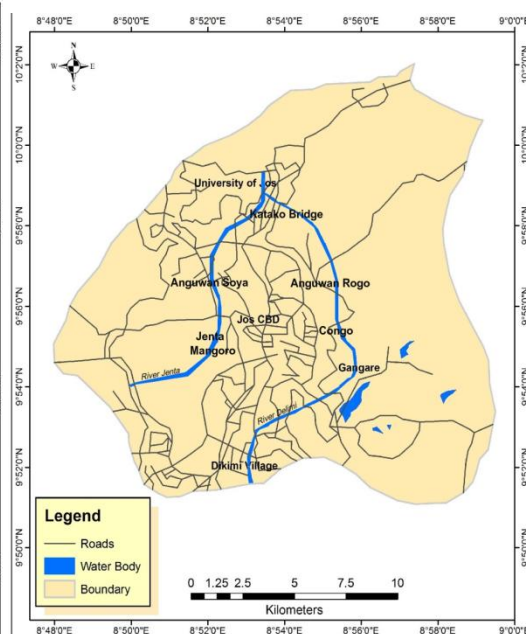 8°48'0"E 8°50'0"E 8°52'0"E 8°54'0"E 8°56'0"E 8°58'0"E 9°0'0"E
N
W E
S
10°2'0"N 10°2'0"N
10°0'0"N 10°0'0"N
University of Jos
Katako Bridge
9°58'0"N 9°58'0"N
Anguwan Soya Anguwan Rogo
9°56'0"N 9°56'0"N
Jos CBD
Congo
Jenta
Mangoro
Gangare
River Jenta
9°54'0"N 9°54'0"N
River Delimi
Dikimi Village
9°52'0"N 9°52'0"N
Legend
Roads
Water Body
Boundary
9°50'0"N 9°50'0"N
0 1.25 2.5 5 7.5 10
Kilometers
8°48'0"E 8°50'0"E 8°52'0"E 8°54'0"E 8°56'0"E 8°58'0"E 9°0'0"E